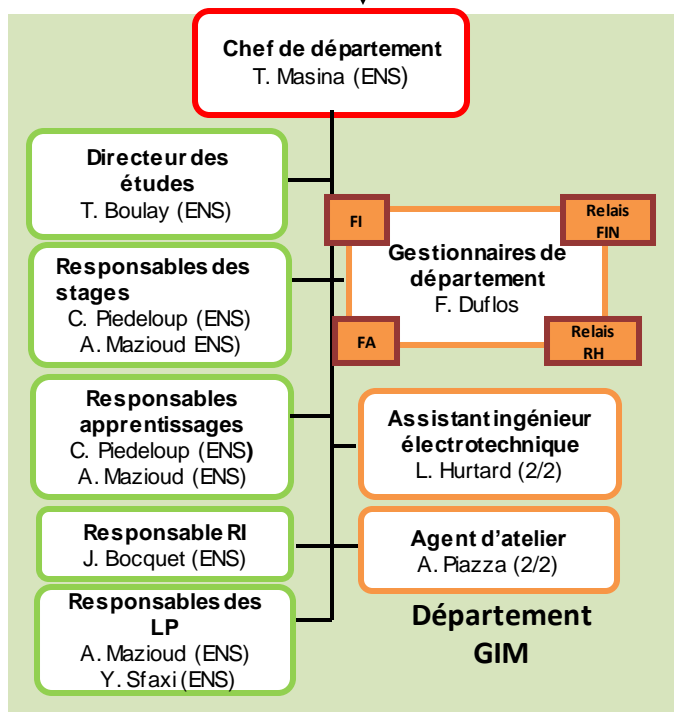 Chef de département
T. Masina (ENS)
Directeur des
études
T. Boulay (ENS)
FI
Relais
FIN
Gestionnaires de
département
F. Duflos
FA
Relais
RH
Responsables des
stages
C. Piedeloup (ENS)
A. Mazioud ENS)
Responsables
apprentissages
C. Piedeloup (ENS)
A. Mazioud (ENS)
Assistant ingénieur
électrotechnique
L. Hurtard (2/2)
Responsable RI
J. Bocquet (ENS)
Agent d'atelier
A. Piazza (2/2)
Responsables des
LP
A. Mazioud (ENS)
Y. Sfaxi (ENS)
Département
GIM